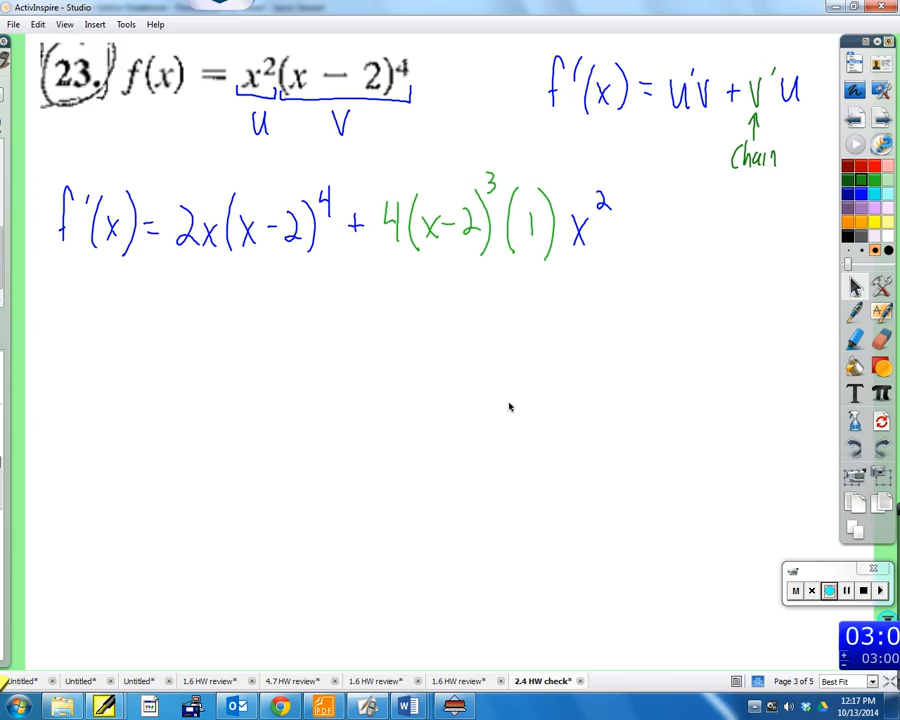 ActivInspire - Studio
File Edit View Insert Tools Help
23. f(x) = x²(x − 2)⁴
u v
f'(x) = u'v + v'u
Chain
f'(x) = 2x(x-2)⁴ + 4(x-2)³(1) x²
T π
M
03:0
03:00
Untitled* Untitled* Untitled* 1.6 HW review* 4.7 HW review* 1.6 HW review* 1.6 HW review* 2.4 HW check* Page 3 of 5 Best Fit
PDF W 12:17 PM
10/13/2014